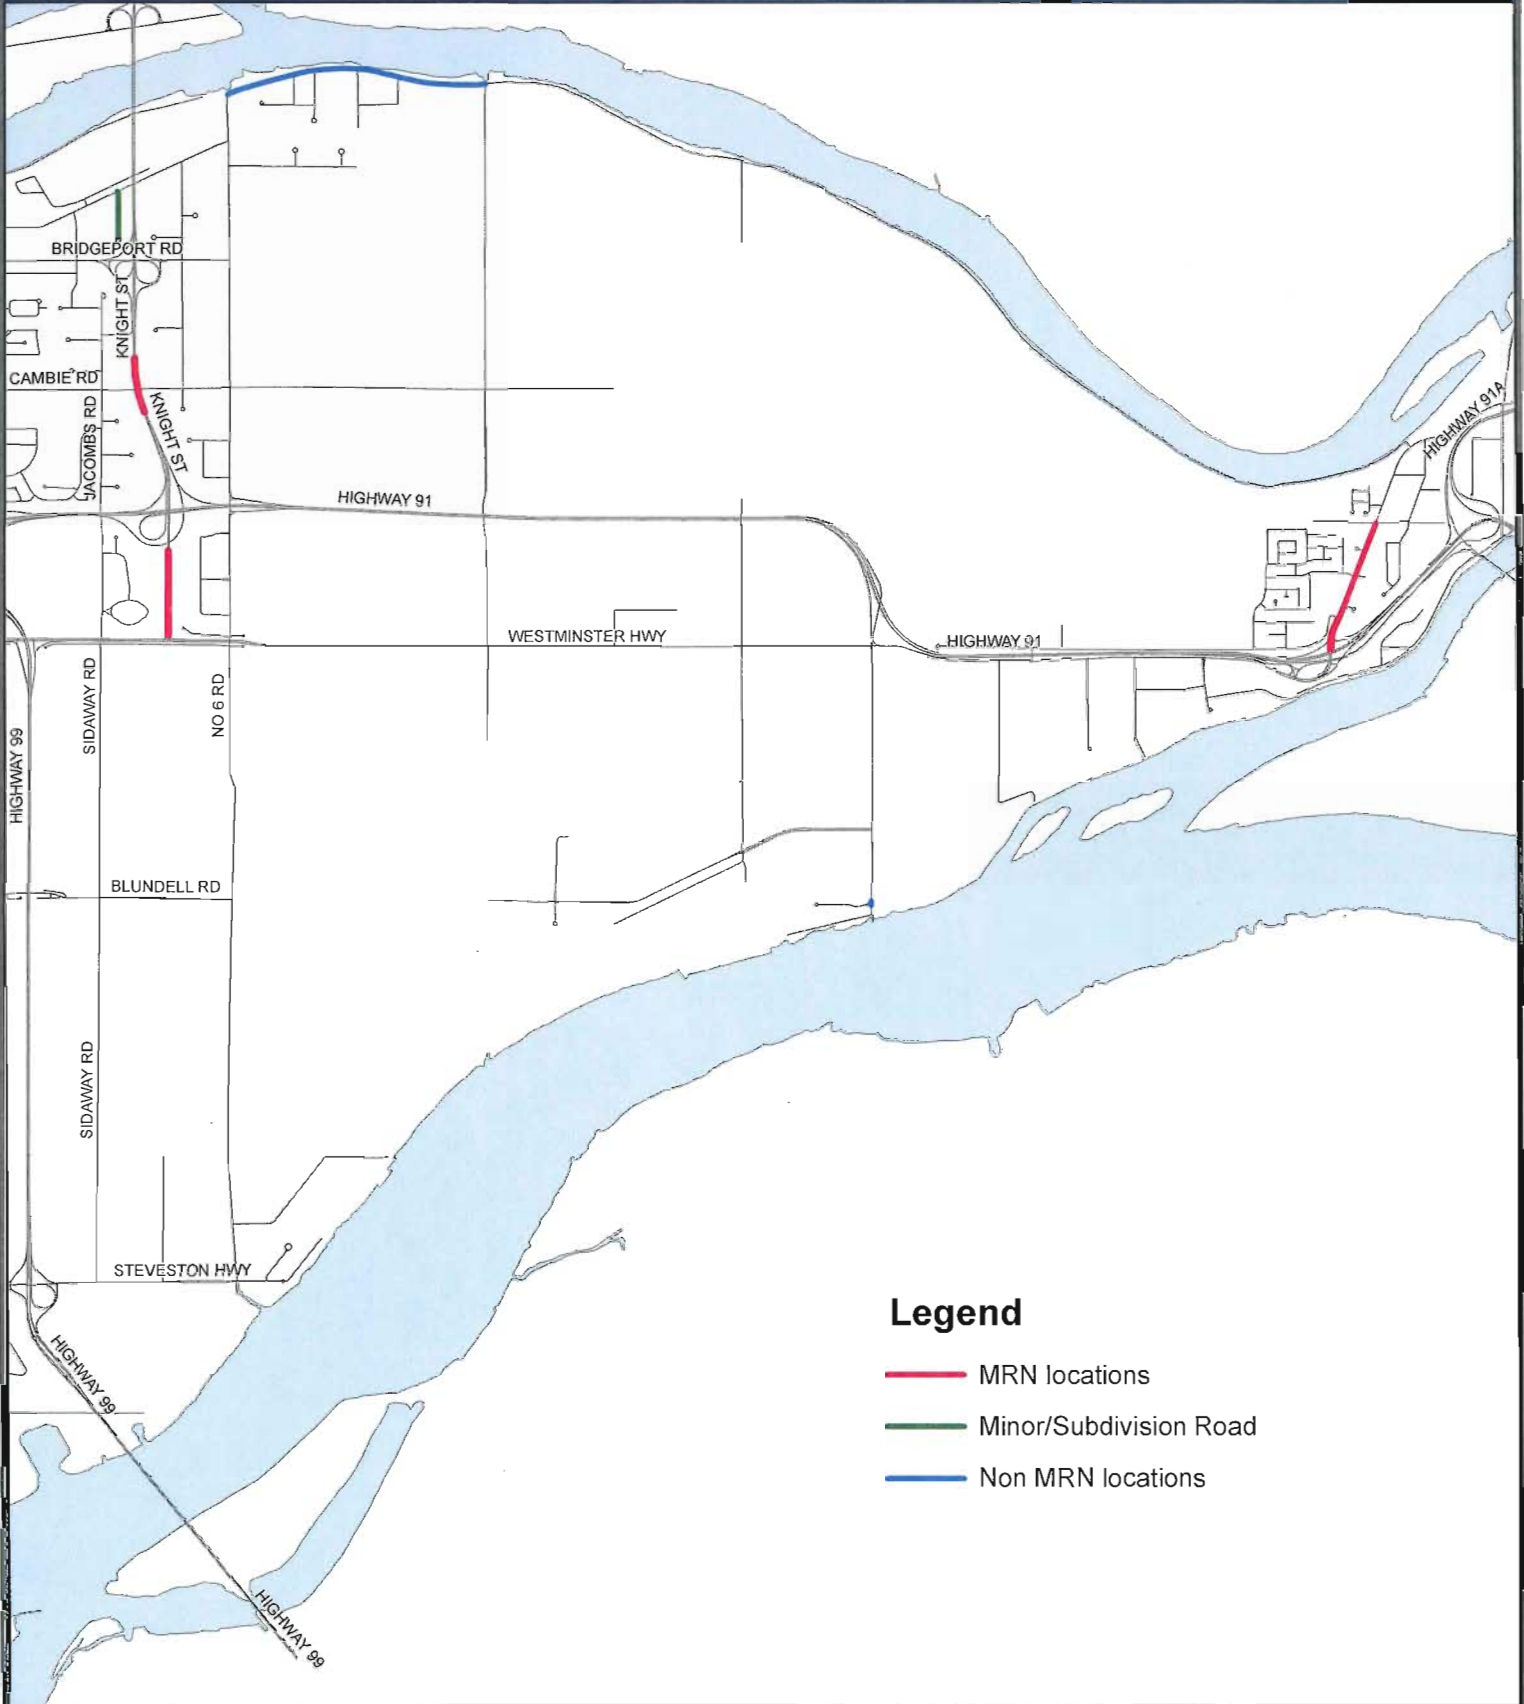 BRIDGEPORT RD
KNIGHT ST
CAMBIE RD
KNIGHT ST
JACOMBS RD
HIGHWAY 91A
HIGHWAY 91
WESTMINSTER HWY
HIGHWAY 91
SIDAWAY RD
NO 6 RD
HIGHWAY 99
BLUNDELL RD
SIDAWAY RD
STEVESTON HWY
HIGHWAY 99
HIGHWAY 99
Legend
MRN locations
Minor/Subdivision Road
Non MRN locations